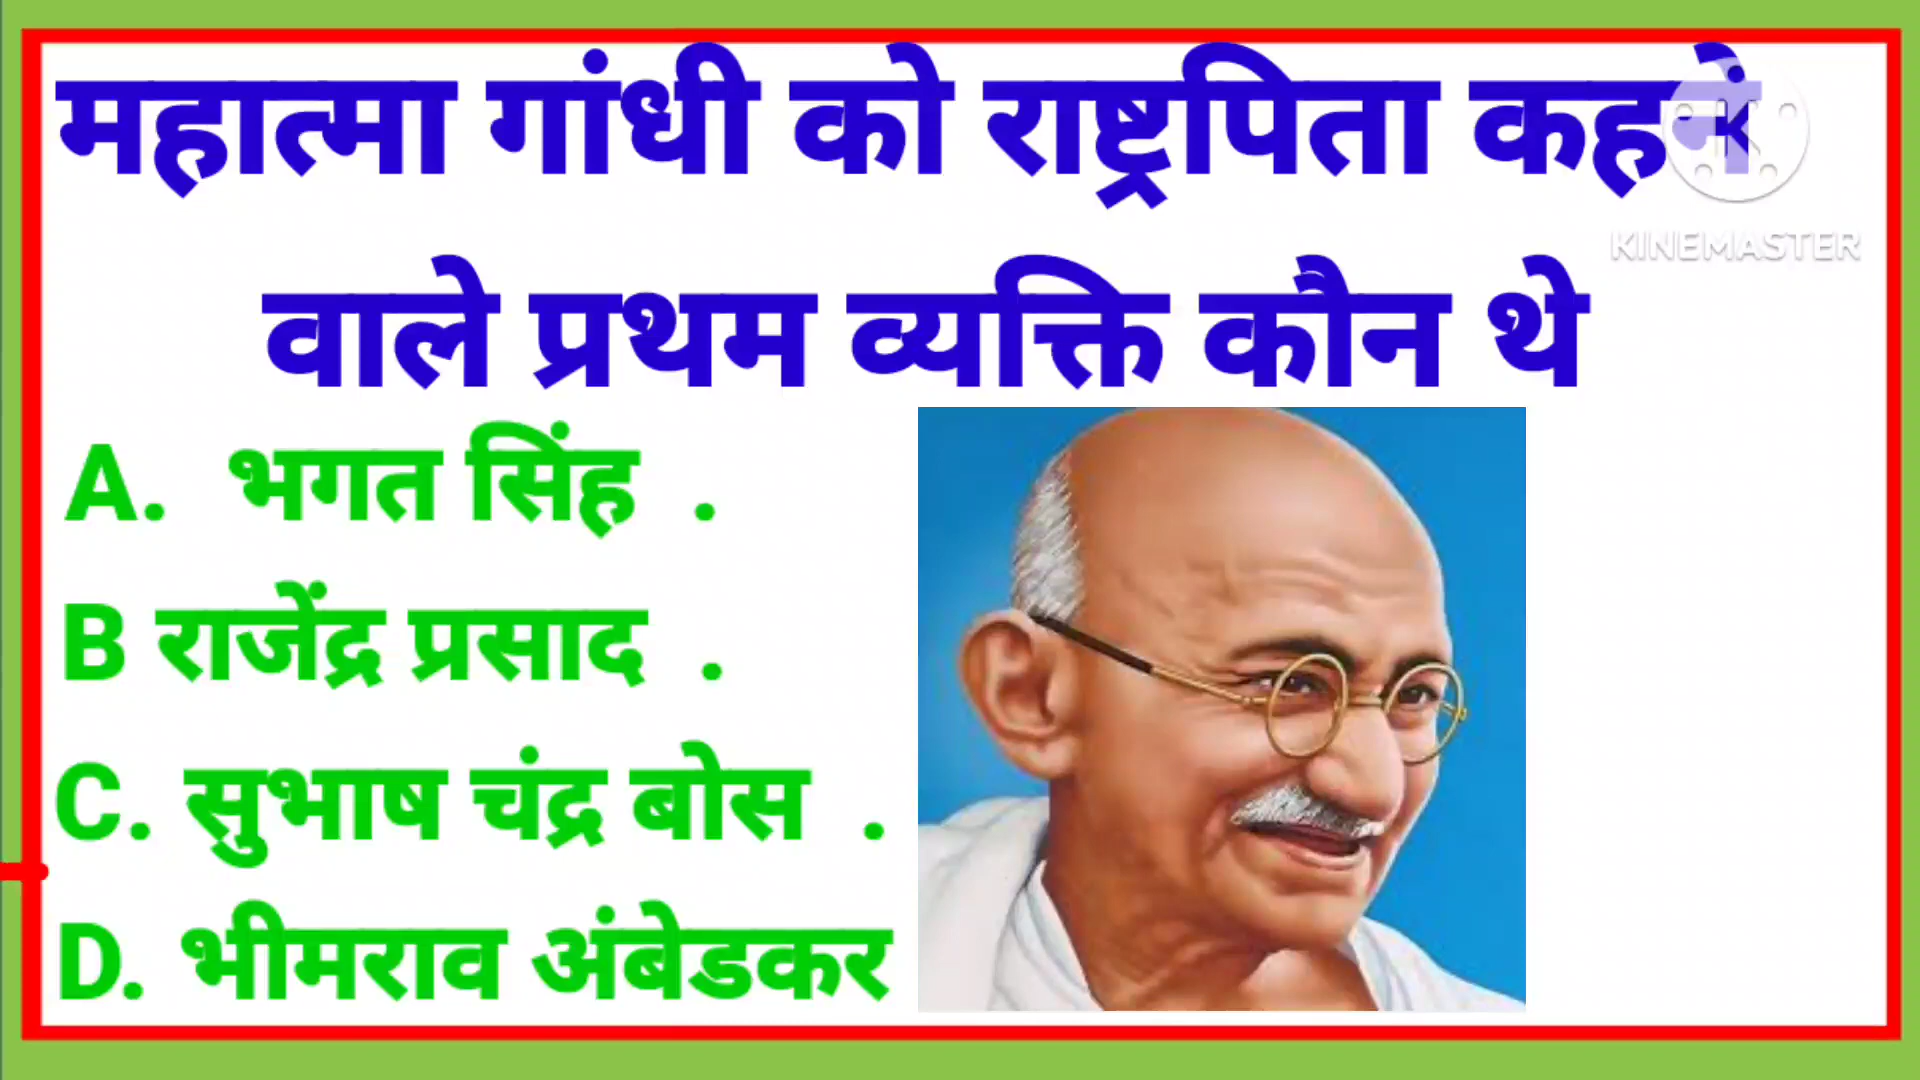 महात्मा गांधी को राष्ट्रपिता कहने
KINEMASTER
वाले प्रथम व्यक्ति कौन थे
A. भगत सिंह .
B राजेंद्र प्रसाद .
C. सुभाष चंद्र बोस .
D. भीमराव अंबेडकर